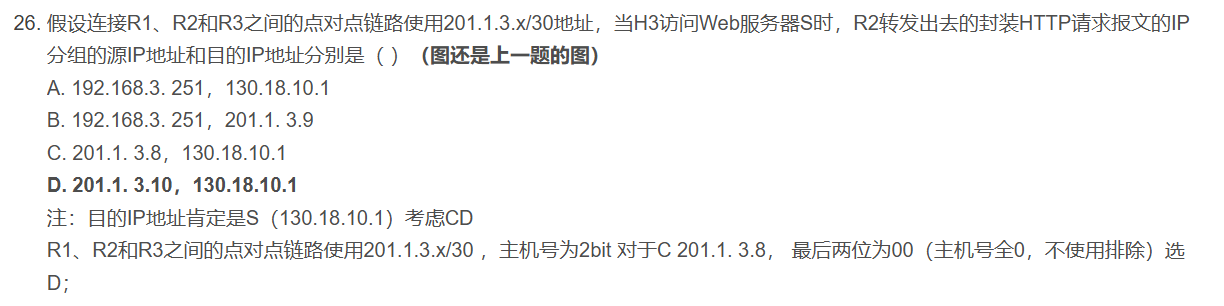 26. 假设连接R1、R2和R3之间的点对点链路使用201.1.3.x/30地址，当H3访问Web服务器S时，R2转发出去的封装HTTP请求报文的IP
分组的源IP地址和目的IP地址分别是（ ）（图还是上一题的图）
A. 192.168.3. 251，130.18.10.1
B. 192.168.3. 251，201.1. 3.9
C. 201.1. 3.8，130.18.10.1
D. 201.1. 3.10，130.18.10.1
注：目的IP地址肯定是S（130.18.10.1）考虑CD
R1、R2和R3之间的点对点链路使用201.1.3.x/30 ，主机号为2bit 对于C 201.1. 3.8， 最后两位为00（主机号全0，不使用排除）选
D；